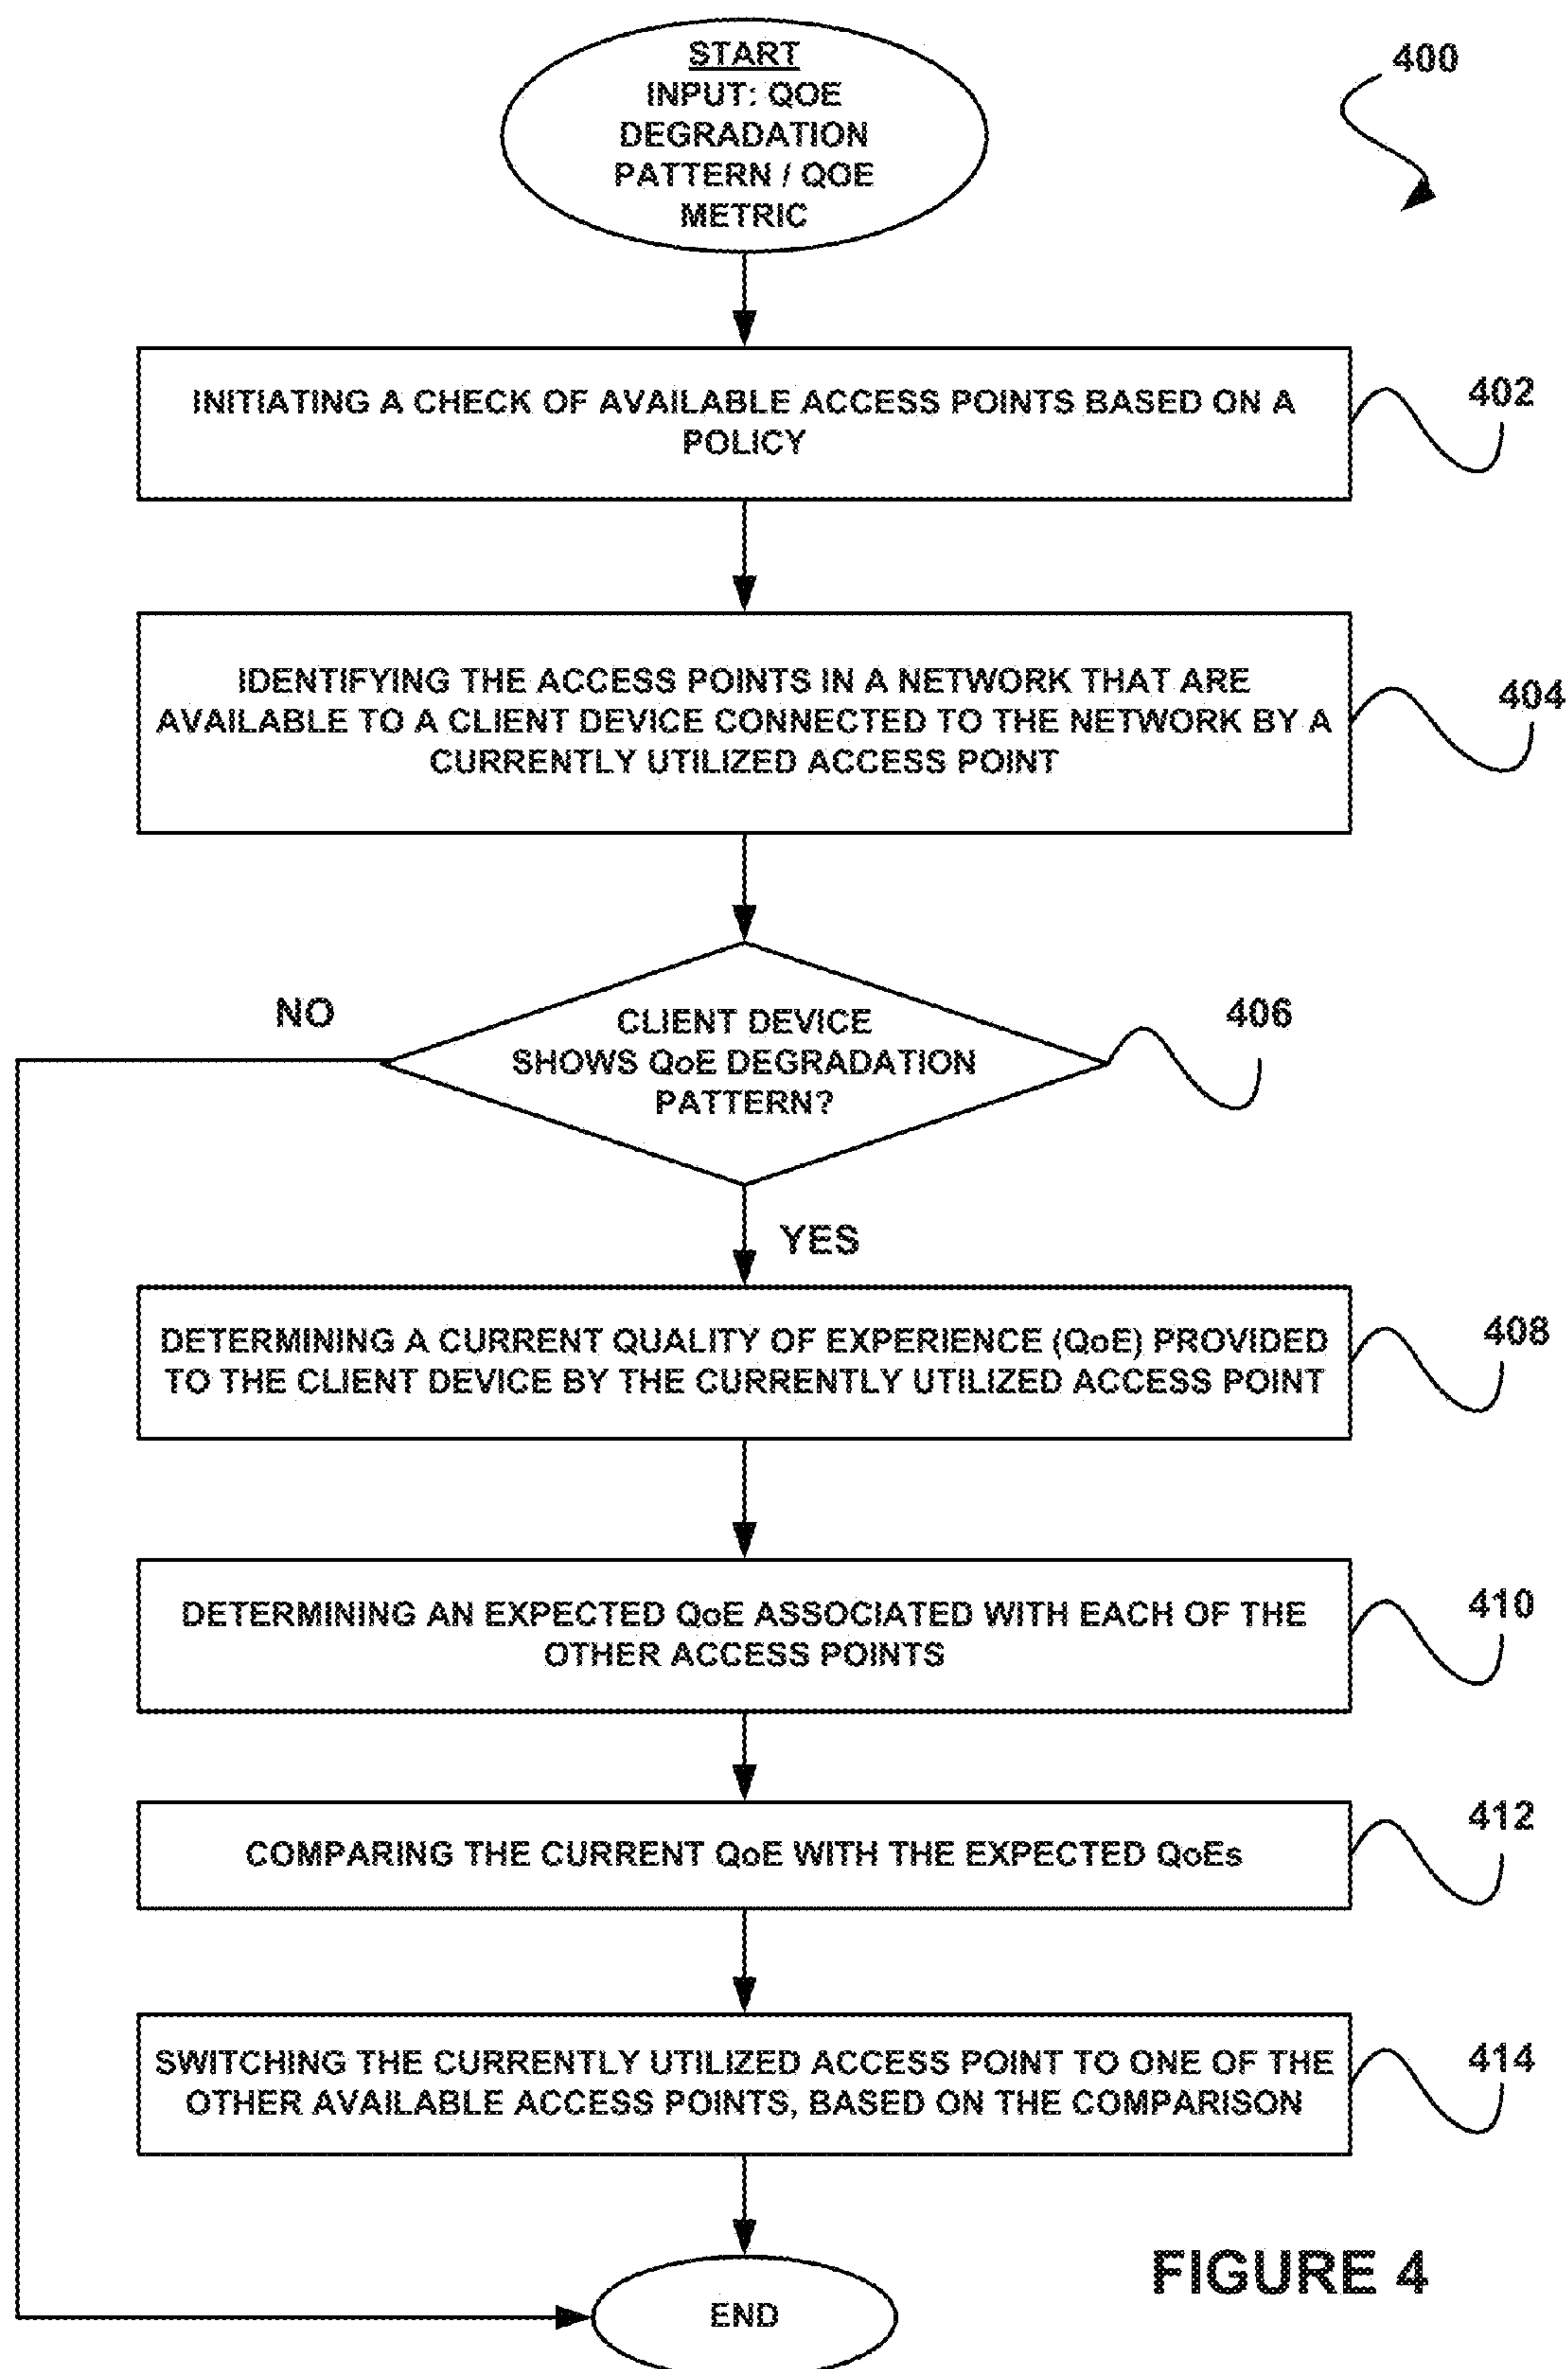 START
INPUT: QOE
DEGRADATION
PATTERN / QOE
METRIC
400
INITIATING A CHECK OF AVAILABLE ACCESS POINTS BASED ON A
POLICY
402
IDENTIFYING THE ACCESS POINTS IN A NETWORK THAT ARE
AVAILABLE TO A CLIENT DEVICE CONNECTED TO THE NETWORK BY A
CURRENTLY UTILIZED ACCESS POINT
404
NO
CLIENT DEVICE
SHOWS QoE DEGRADATION
PATTERN?
406
YES
DETERMINING A CURRENT QUALITY OF EXPERIENCE (QoE) PROVIDED
TO THE CLIENT DEVICE BY THE CURRENTLY UTILIZED ACCESS POINT
408
DETERMINING AN EXPECTED QoE ASSOCIATED WITH EACH OF THE
OTHER ACCESS POINTS
410
COMPARING THE CURRENT QoE WITH THE EXPECTED QoEs
412
SWITCHING THE CURRENTLY UTILIZED ACCESS POINT TO ONE OF THE
OTHER AVAILABLE ACCESS POINTS, BASED ON THE COMPARISON
414
END
FIGURE 4